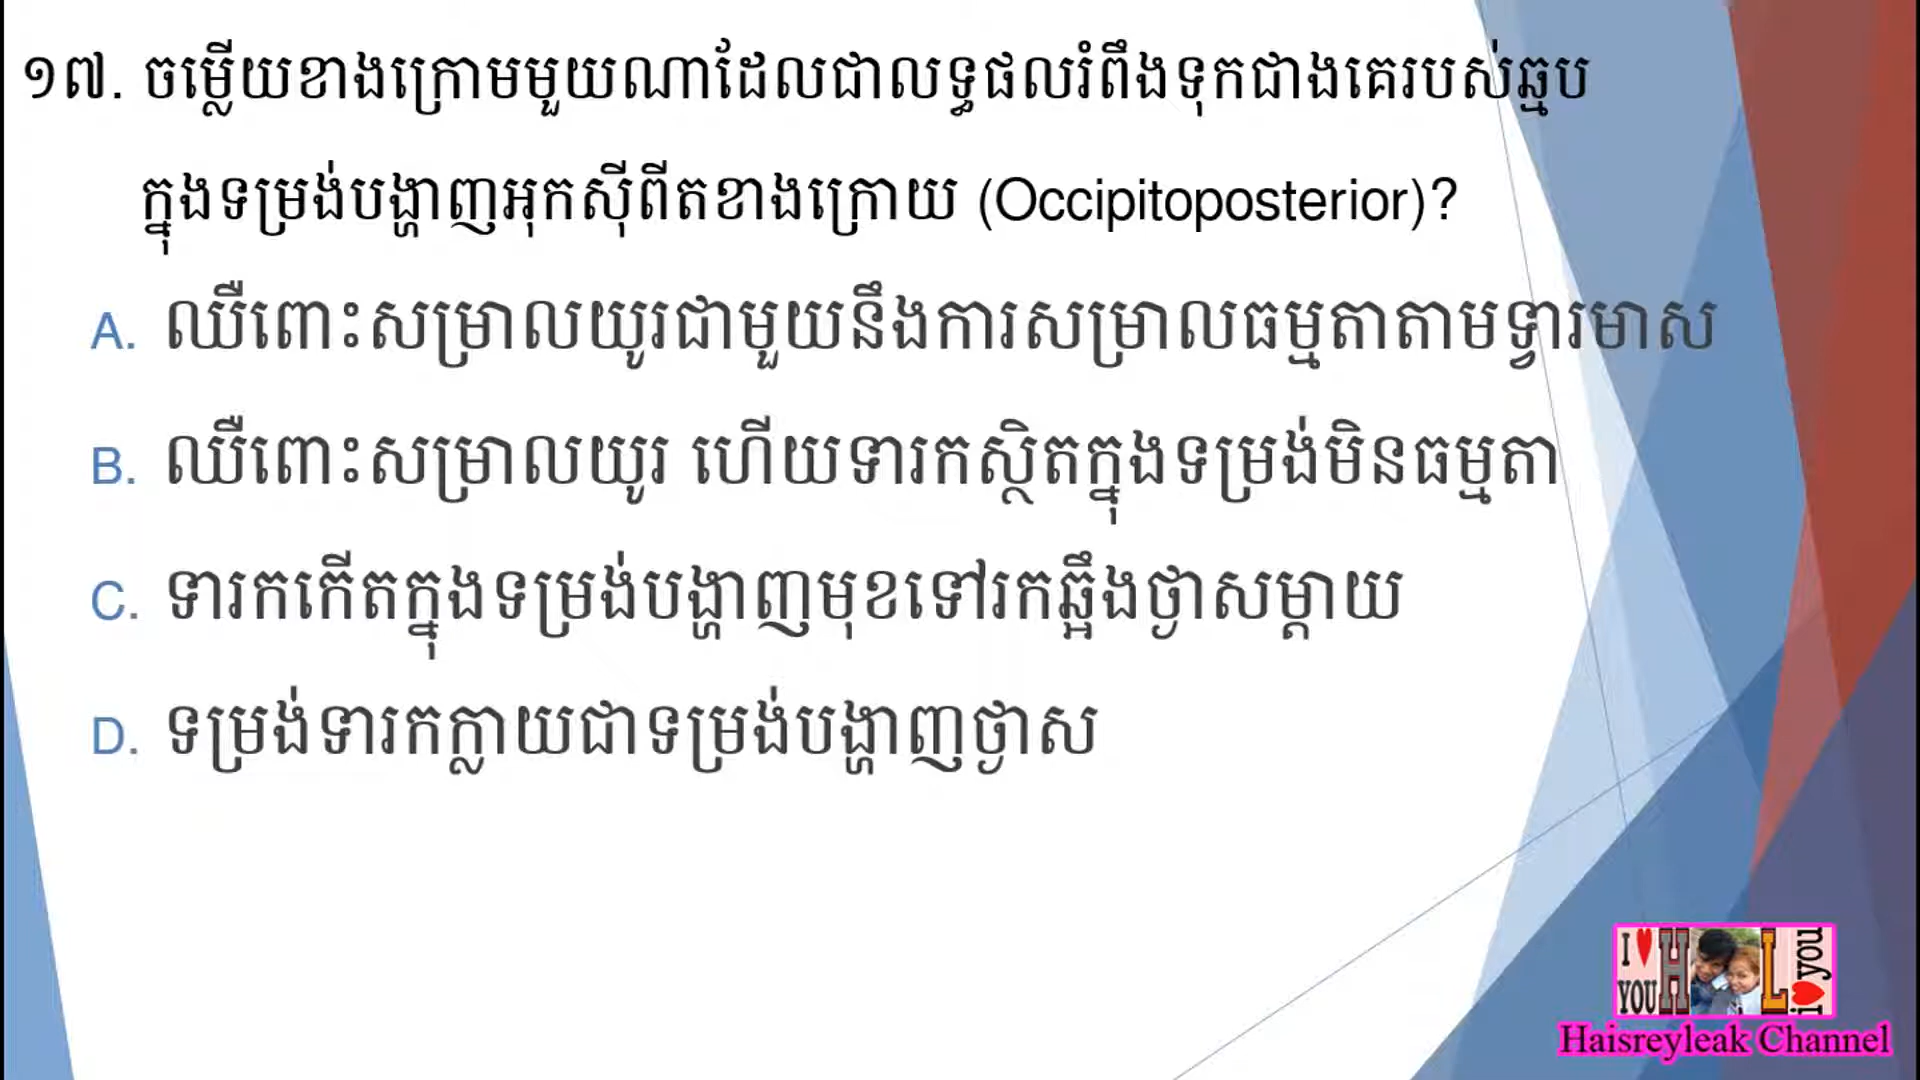 ១៧. ចម្លើយខាងក្រោមមួយណាដែលជាលទ្ធផលរំពឹងទុកជាងគេរបស់ឆ្មប
ក្នុងទម្រង់បង្ហាញអុកស៊ីពីតខាងក្រោយ (Occipitoposterior)?
A. ឈឺពោះសម្រាលយូរជាមួយនឹងការសម្រាលធម្មតាតាមទ្វារមាស
B. ឈឺពោះសម្រាលយូរ ហើយទារកស្ថិតក្នុងទម្រង់មិនធម្មតា
C. ទារកកើតក្នុងទម្រង់បង្ហាញមុខទៅរកឆ្អឹងថ្ងាសម្ដាយ
D. ទម្រង់ទារកក្លាយជាទម្រង់បង្ហាញថ្ងាស
I ♥ YOU H L i ♥ you
Haisreyleak Channel